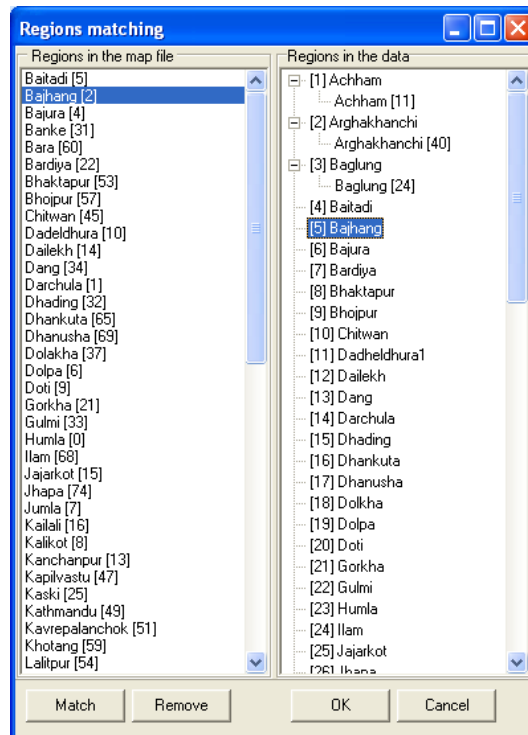 Regions matching
Regions in the map file
Baitadi [5]
Bajhang [2]
Bajura [4]
Banke [31]
Bara [60]
Bardiya [22]
Bhaktapur [53]
Bhojpur [57]
Chitwan [45]
Dadeldhura [10]
Dailekh [14]
Dang [34]
Darchula [1]
Dhading [32]
Dhankuta [65]
Dhanusha [69]
Dolakha [37]
Dolpa [6]
Doti [9]
Gorkha [21]
Gulmi [33]
Humla [0]
Ilam [68]
Jajarkot [15]
Jhapa [74]
Jumla [7]
Kailali [16]
Kalikot [8]
Kanchanpur [13]
Kapilvastu [47]
Kaski [25]
Kathmandu [49]
Kavrepalanchok [51]
Khotang [59]
Lalitpur [54]
Regions in the data
[1] Achham
Achham [11]
[2] Arghakhanchi
Arghakhanchi [40]
[3] Baglung
Baglung [24]
[4] Baitadi
[5] Bajhang
[6] Bajura
[7] Bardiya
[8] Bhaktapur
[9] Bhojpur
[10] Chitwan
[11] Dadheldhura1
[12] Dailekh
[13] Dang
[14] Darchula
[15] Dhading
[16] Dhankuta
[17] Dhanusha
[18] Dolkha
[19] Dolpa
[20] Doti
[21] Gorkha
[22] Gulmi
[23] Humla
[24] Ilam
[25] Jajarkot
[26] Jhapa
Match
Remove
OK
Cancel